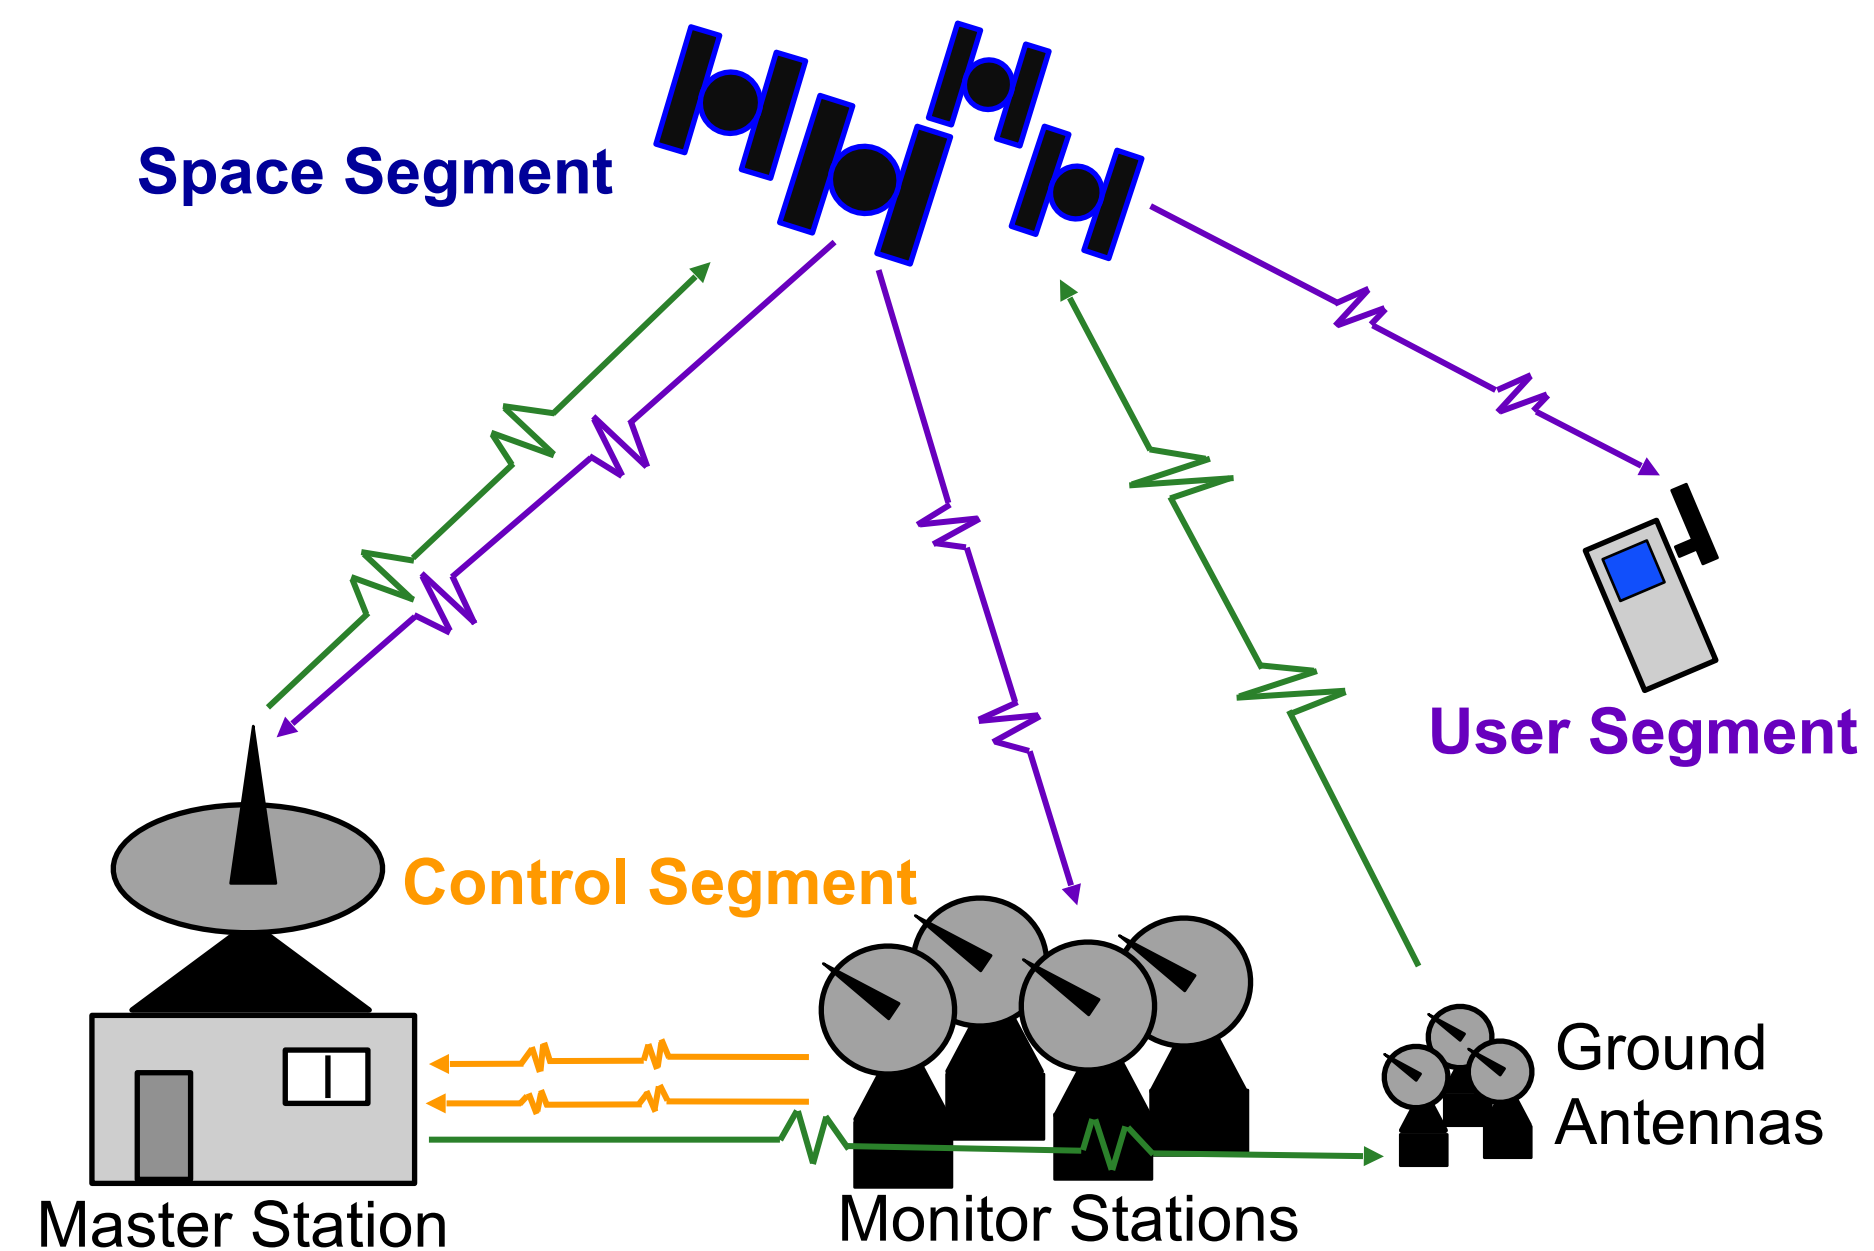 Space Segment
User Segment
Control Segment
Ground
Antennas
Master Station
Monitor Stations